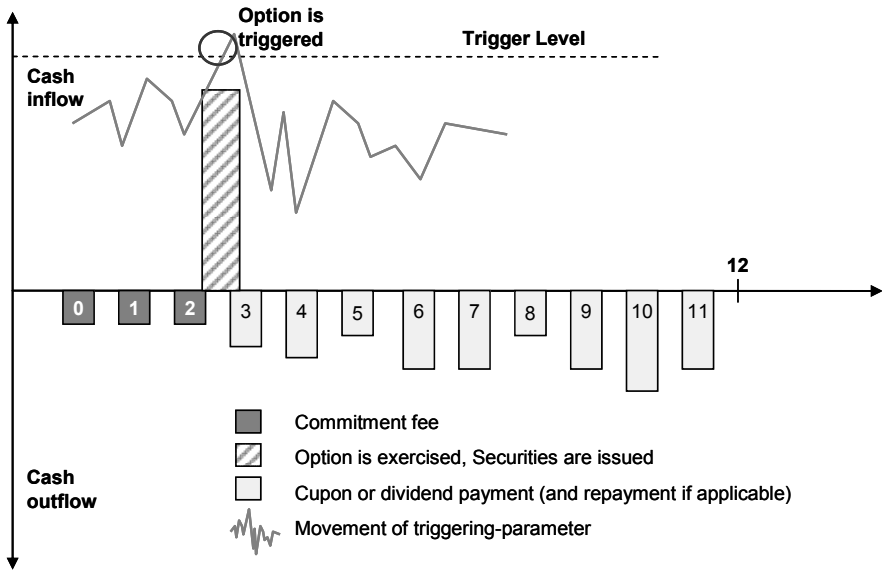 Option is
triggered
Trigger Level
Cash
inflow
12
0 1 2 3 4 5 6 7 8 9 10 11
Commitment fee
Option is exercised, Securities are issued
Cash
outflow
Cupon or dividend payment (and repayment if applicable)
Movement of triggering-parameter